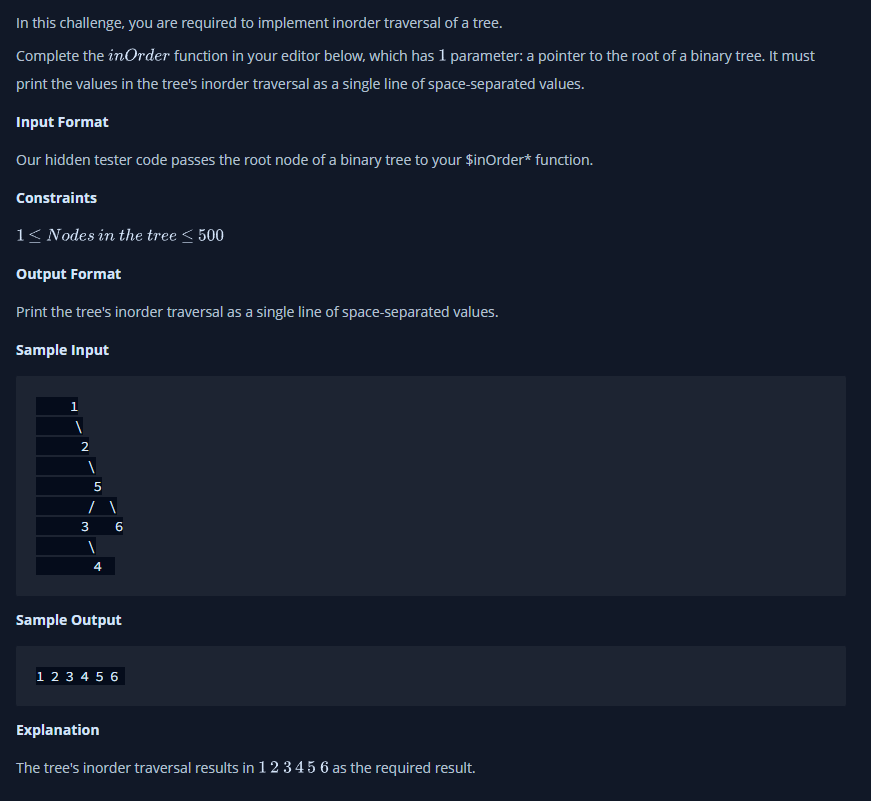 In this challenge, you are required to implement inorder traversal of a tree.
Complete the inOrder function in your editor below, which has 1 parameter: a pointer to the root of a binary tree. It must
print the values in the tree's inorder traversal as a single line of space-separated values.
Input Format
Our hidden tester code passes the root node of a binary tree to your $inOrder* function.
Constraints
1 ≤ Nodes in the tree ≤ 500
Output Format
Print the tree's inorder traversal as a single line of space-separated values.
Sample Input
1
\
2
\
5
/ \
3 6
\
4
Sample Output
1 2 3 4 5 6
Explanation
The tree's inorder traversal results in 1 2 3 4 5 6 as the required result.